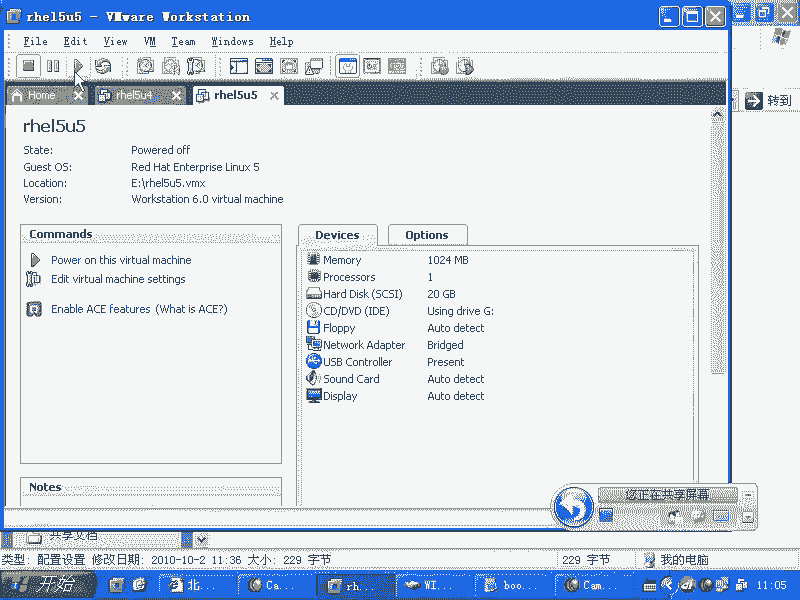 rhel5u5 - VMware Workstation
File Edit View VM Team Windows Help
转到
Home rhel5u4 rhel5u5
rhel5u5
State: Powered off
Guest OS: Red Hat Enterprise Linux 5
Location: E:\rhel5u5.vmx
Version: Workstation 6.0 virtual machine
Commands
Power on this virtual machine
Edit virtual machine settings
Enable ACE features (What is ACE?)
Devices Options
Memory 1024 MB
Processors 1
Hard Disk (SCSI) 20 GB
CD/DVD (IDE) Using drive G:
Floppy Auto detect
Network Adapter Bridged
USB Controller Present
Sound Card Auto detect
Display Auto detect
Notes
您正在共享屏幕
共享文档
类型: 配置设置 修改日期: 2010-10-2 11:36 大小: 229 字节 229 字节 我的电脑
开始 北.. Ca... rh.. WI... boo... Cam... 11:05